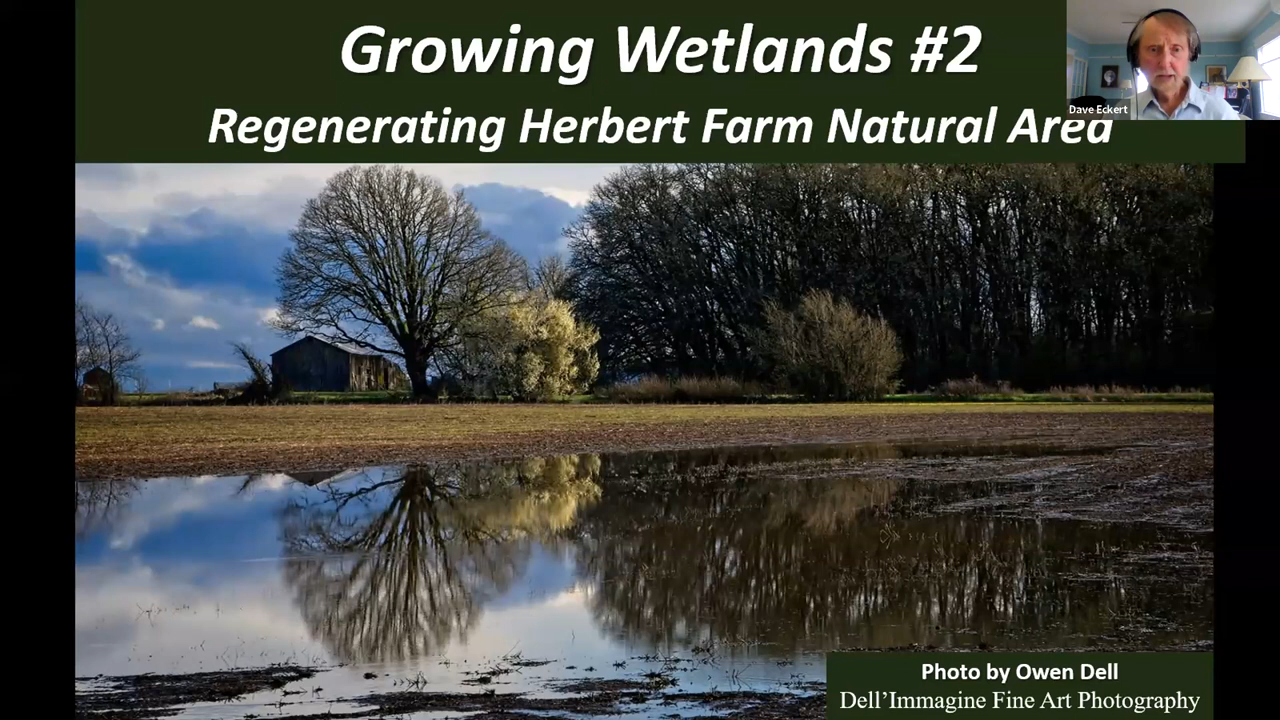 Growing Wetlands #2
Regenerating Herbert Farm Natural Area
Dave Eckert
Photo by Owen Dell
Dell'Immagine Fine Art Photography